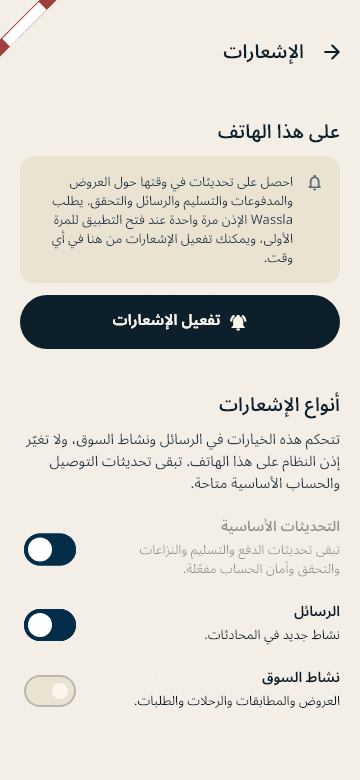 الإشعارات
على هذا الهاتف
احصل على تحديثات في وقتها حول العروض
والمدفوعات والتسليم والرسائل والتحقق. يطلب
Wassla الإذن مرة واحدة عند فتح التطبيق للمرة
الأولى، ويمكنك تفعيل الإشعارات من هنا في أي
وقت.
تفعيل الإشعارات
أنواع الإشعارات
تتحكم هذه الخيارات في الرسائل ونشاط السوق، ولا تغيّر
إذن النظام على هذا الهاتف. تبقى تحديثات التوصيل
والحساب الأساسية متاحة.
التحديثات الأساسية
تبقى تحديثات الدفع والتسليم والنزاعات
والتحقق وأمان الحساب مفعّلة.
الرسائل
نشاط جديد في المحادثات.
نشاط السوق
العروض والمطابقات والرحلات والطلبات.